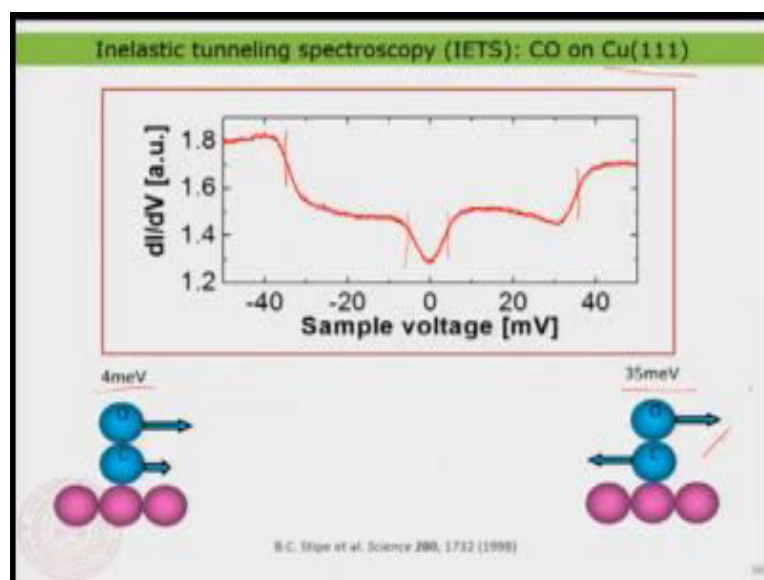 Inelastic tunneling spectroscopy (IETS): CO on Cu(111)
dI/dV [a.u.]
1.8
1.6
1.4
1.2
-40 -20 0 20 40
Sample voltage [mV]
4meV 35meV
O O
C C
B.C. Stipe et al. Science 280, 1732 (1998)